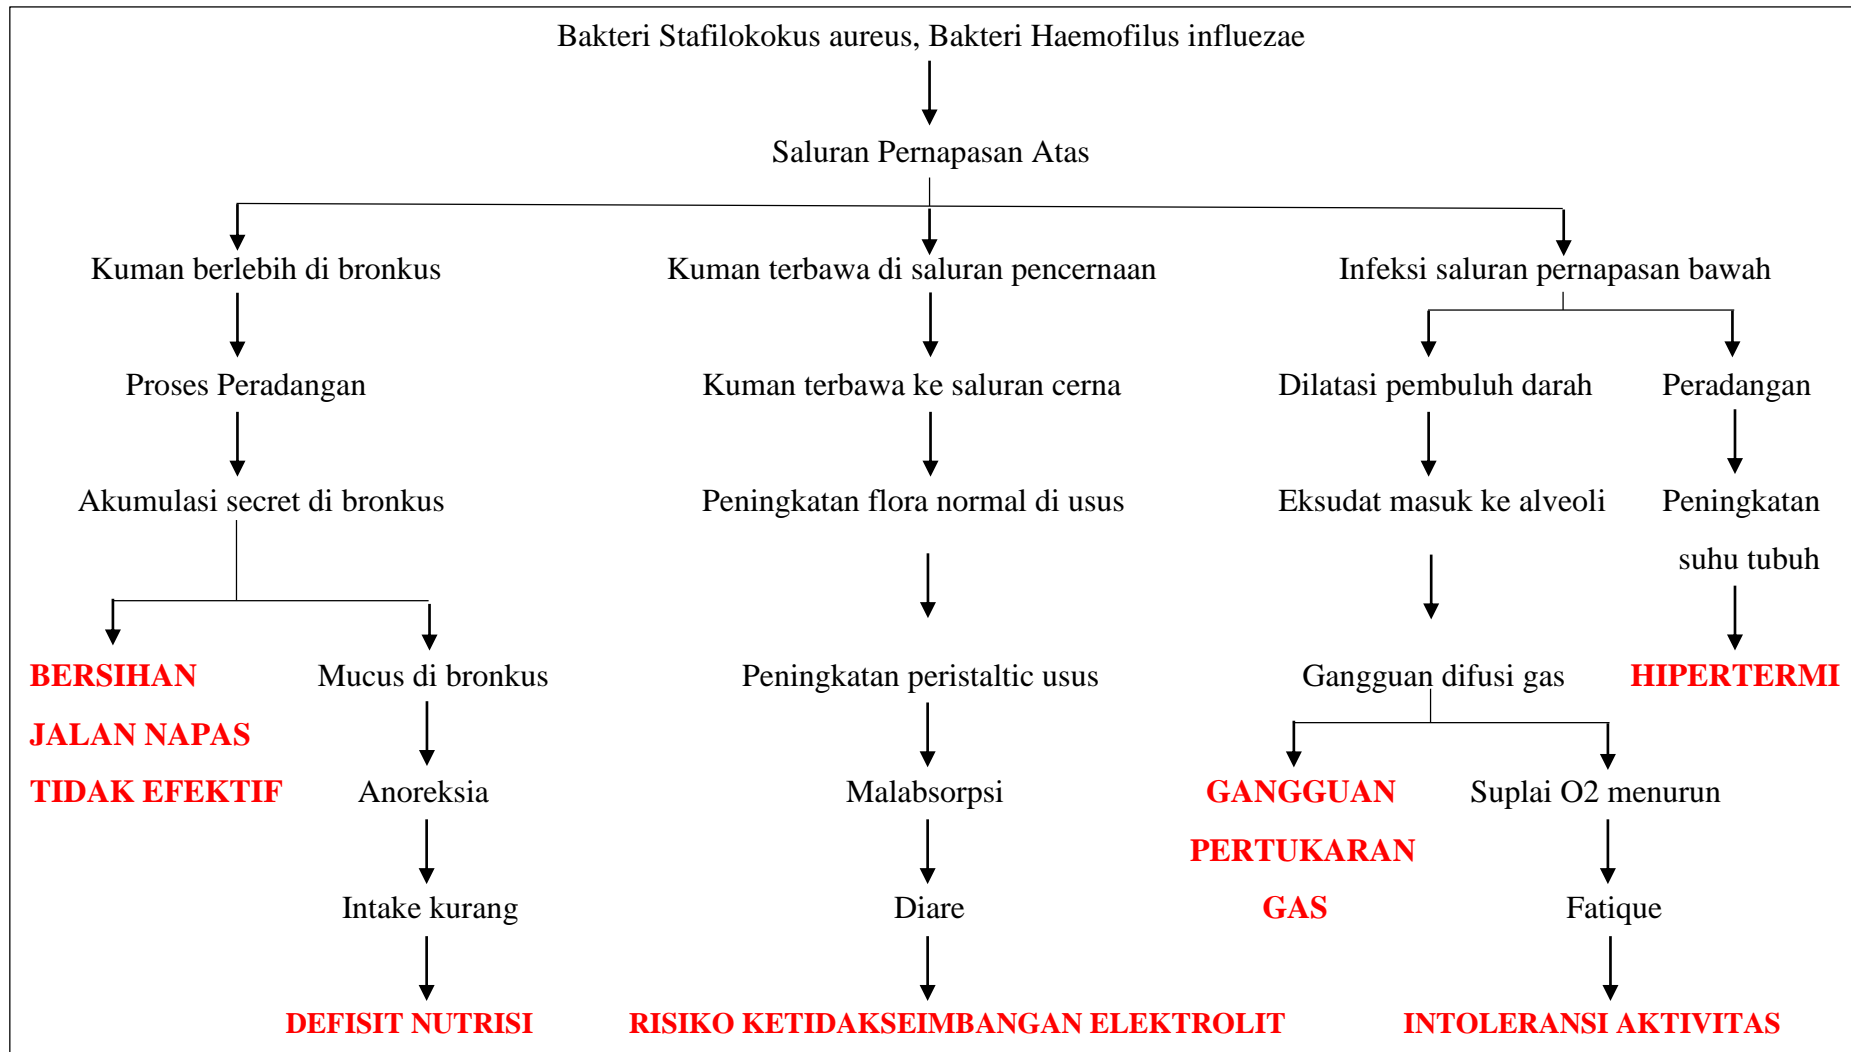 Bakteri Stafilokokus aureus, Bakteri Haemofilus influezae
Saluran Pernapasan Atas
Kuman berlebih di bronkus
Kuman terbawa di saluran pencernaan
Infeksi saluran pernapasan bawah
Proses Peradangan
Kuman terbawa ke saluran cerna
Dilatasi pembuluh darah
Peradangan
Akumulasi secret di bronkus
Peningkatan flora normal di usus
Eksudat masuk ke alveoli
Peningkatan
suhu tubuh
BERSIHAN
JALAN NAPAS
TIDAK EFEKTIF
Mucus di bronkus
Peningkatan peristaltic usus
Gangguan difusi gas
HIPERTERMI
Anoreksia
Malabsorpsi
GANGGUAN
PERTUKARAN
GAS
Suplai O2 menurun
Intake kurang
Diare
Fatique
DEFISIT NUTRISI
RISIKO KETIDAKSEIMBANGAN ELEKTROLIT
INTOLERANSI AKTIVITAS